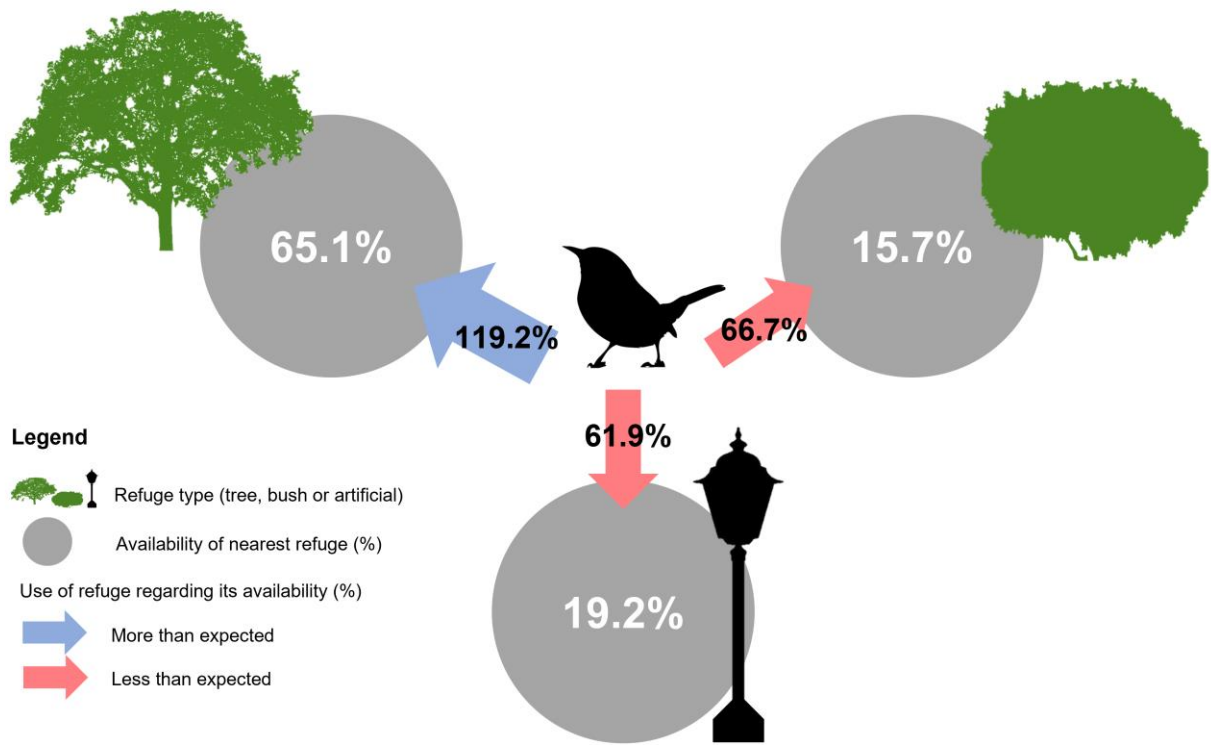 65.1%
15.7%
119.2%
66.7%
61.9%
19.2%
Legend
Refuge type (tree, bush or artificial)
Availability of nearest refuge (%)
Use of refuge regarding its availability (%)
More than expected
Less than expected